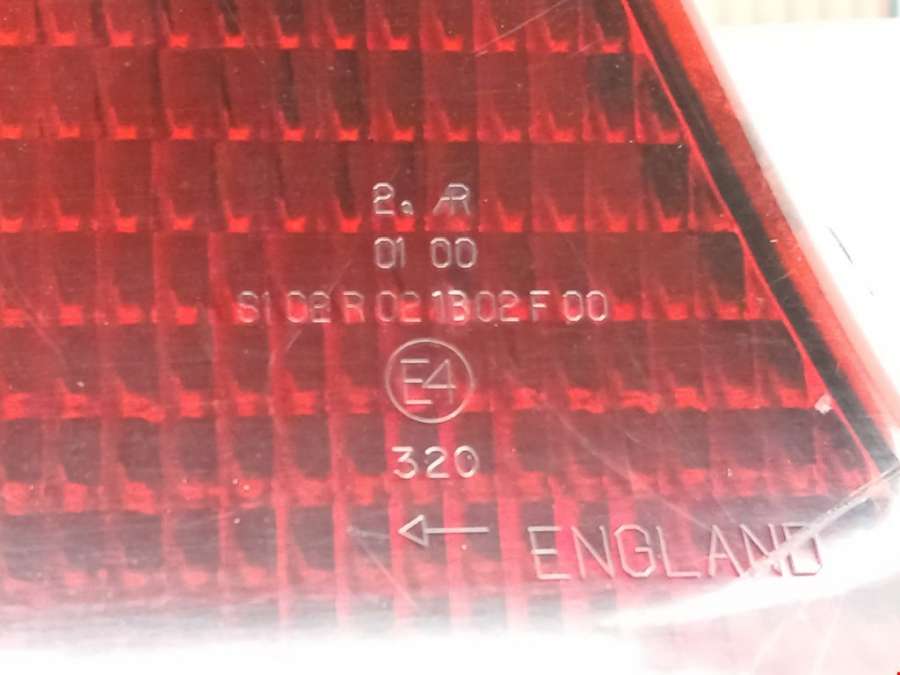 2a AR
01 00
S1 02 R 02 1B 02 F 00
E4
320
← ENGLAND